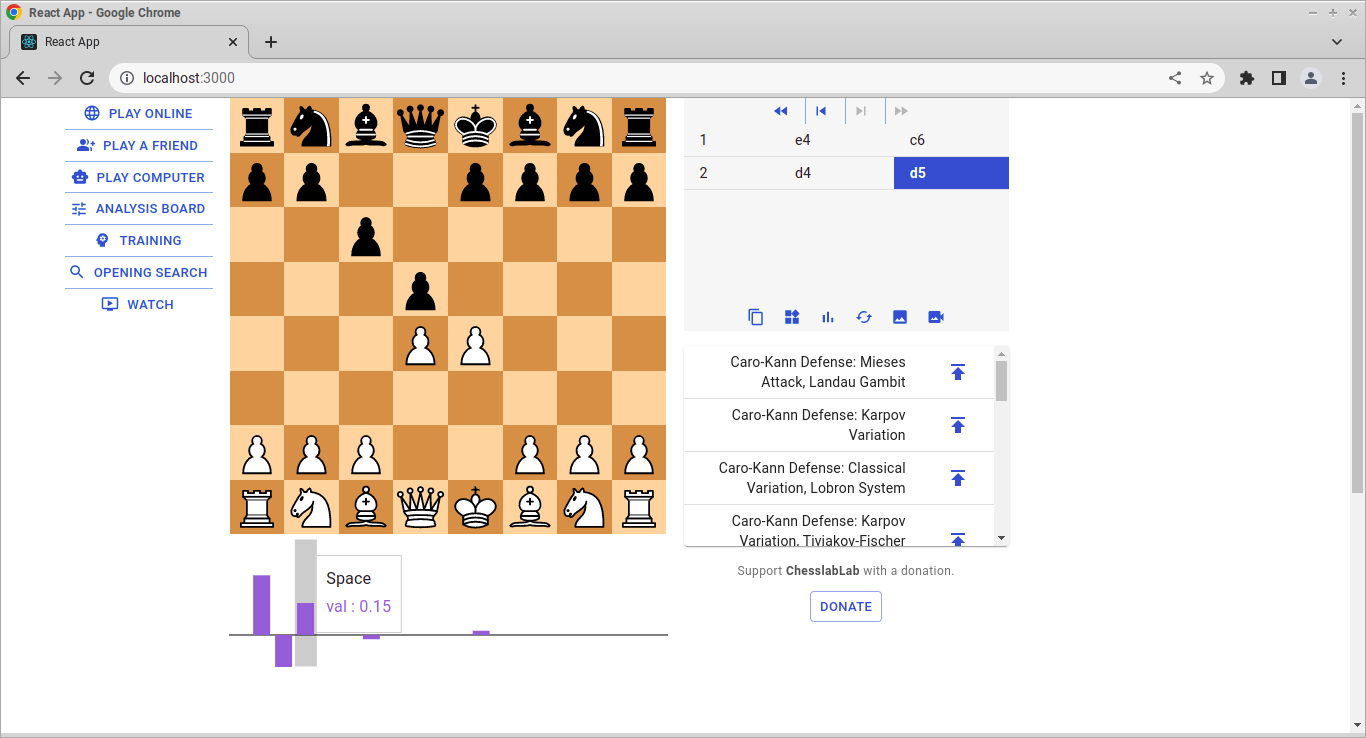 React App - Google Chrome
React App
localhost:3000
PLAY ONLINE
PLAY A FRIEND
PLAY COMPUTER
ANALYSIS BOARD
TRAINING
OPENING SEARCH
WATCH
1 e4 c6
2 d4 d5
Caro-Kann Defense: Mieses
Attack, Landau Gambit
Caro-Kann Defense: Karpov
Variation
Caro-Kann Defense: Classical
Variation, Lobron System
Caro-Kann Defense: Karpov
Variation, Tiviakov-Fischer
Support ChesslabLab with a donation.
DONATE
Space
val : 0.15